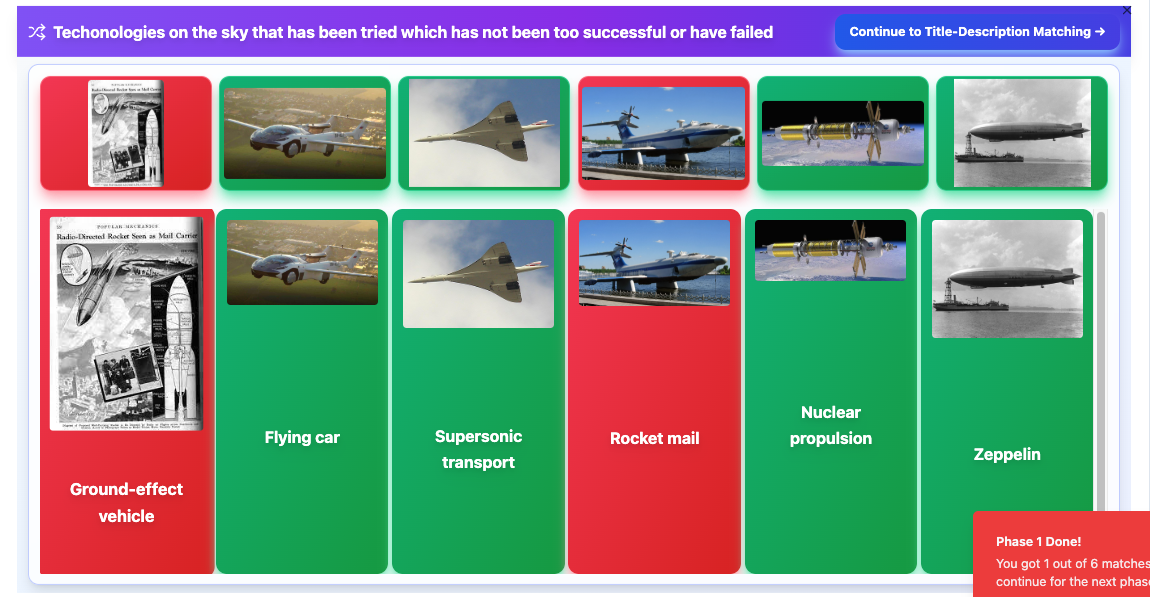 Techonologies on the sky that has been tried which has not been too successful or have failed
Continue to Title-Description Matching →
POPULAR MECHANICS
Radio-Directed Rocket Seen as Mail Carrier
Ground-effect
vehicle
Flying car
Supersonic
transport
Rocket mail
Nuclear
propulsion
Zeppelin
Phase 1 Done!
You got 1 out of 6 matches
continue for the next phase